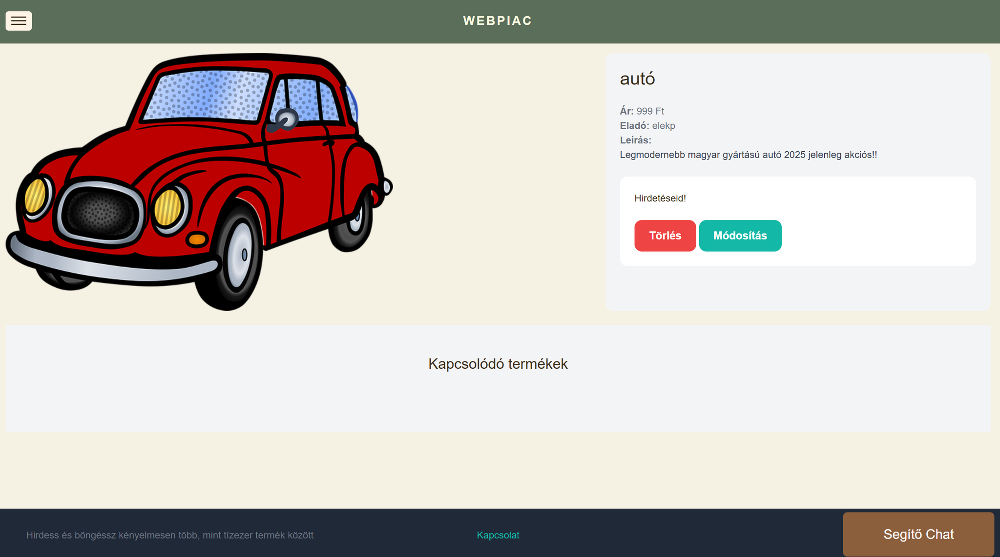 WEBPIAC
autó
Ár: 999 Ft
Eladó: elekp
Leírás:
Legmodernebb magyar gyártású autó 2025 jelenleg akciós!!
Hirdetéseid!
Törlés Módosítás
Kapcsolódó termékek
Hirdess és böngéssz kényelmesen több, mint tízezer termék között
Kapcsolat
Segítő Chat